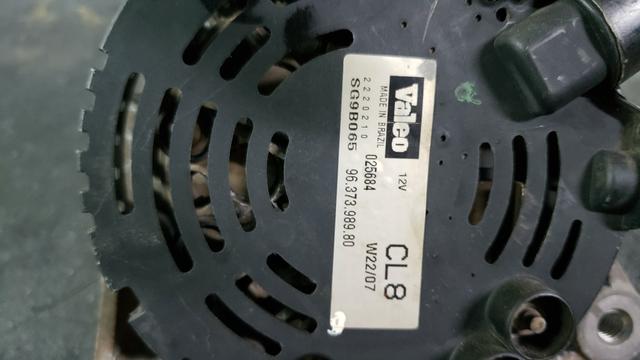 Valeo 12V CL8
MADE IN BRAZIL
2220210 025684 W22/07
SG9B065 96.373.989.80